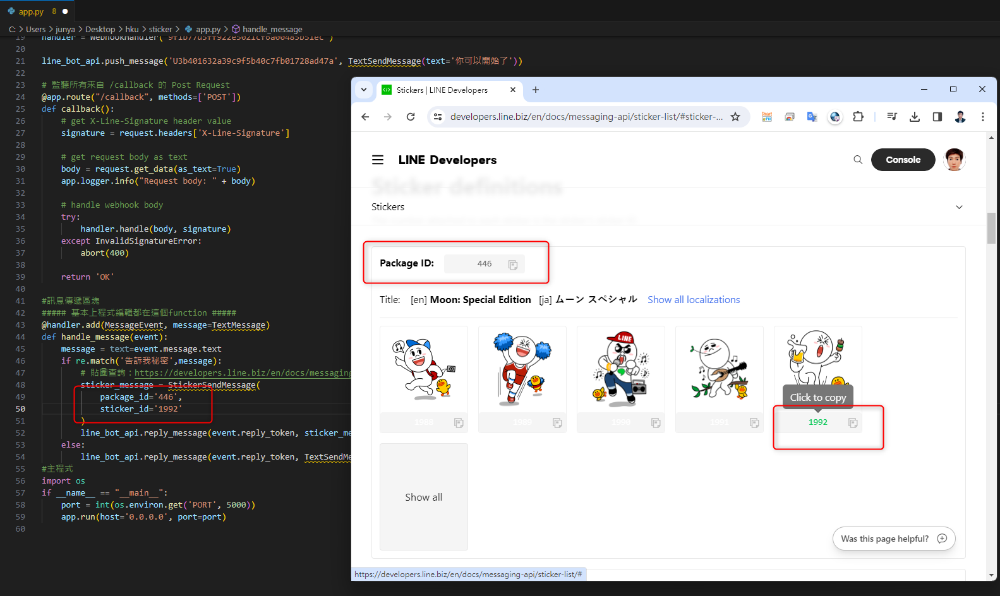 app.py 8
C: > Users > junya > Desktop > hku > sticker > app.py > handle_message
19 handler = WebhookHandler('9f1b77d5ff922e5021cf6a00485b51ec')
20
21 line_bot_api.push_message('U3b401632a39c9f5b40c7fb01728ad47a', TextSendMessage(text='你可以開始了'))
22
23 # 監聽所有來自 /callback 的 Post Request
24 @app.route("/callback", methods=['POST'])
25 def callback():
26 # get X-Line-Signature header value
27 signature = request.headers['X-Line-Signature']
28
29 # get request body as text
30 body = request.get_data(as_text=True)
31 app.logger.info("Request body: " + body)
32
33 # handle webhook body
34 try:
35 handler.handle(body, signature)
36 except InvalidSignatureError:
37 abort(400)
38
39 return 'OK'
40
41 #訊息傳遞區塊
42 ##### 基本上程式編輯都在這個function #####
43 @handler.add(MessageEvent, message=TextMessage)
44 def handle_message(event):
45 message = text=event.message.text
46 if re.match('告訴我秘密',message):
47 # 貼圖查詢：https://developers.line.biz/en/docs/messaging
48 sticker_message = StickerSendMessage(
49 package_id='446',
50 sticker_id='1992'
51 )
52 line_bot_api.reply_message(event.reply_token, sticker_me
53 else:
54 line_bot_api.reply_message(event.reply_token, TextSendMe
55 #主程式
56 import os
57 if __name__ == "__main__":
58 port = int(os.environ.get('PORT', 5000))
59 app.run(host='0.0.0.0', port=port)
60
Stickers | LINE Developers
developers.line.biz/en/docs/messaging-api/sticker-list/#sticker-...
LINE Developers
Console
Sticker definitions
Stickers
Package ID: 446
Title: [en] Moon: Special Edition [ja] ムーン スペシャル Show all localizations
LINE
Click to copy
1988 1989 1990 1991 1992
Show all
Was this page helpful?
https://developers.line.biz/en/docs/messaging-api/sticker-list/#